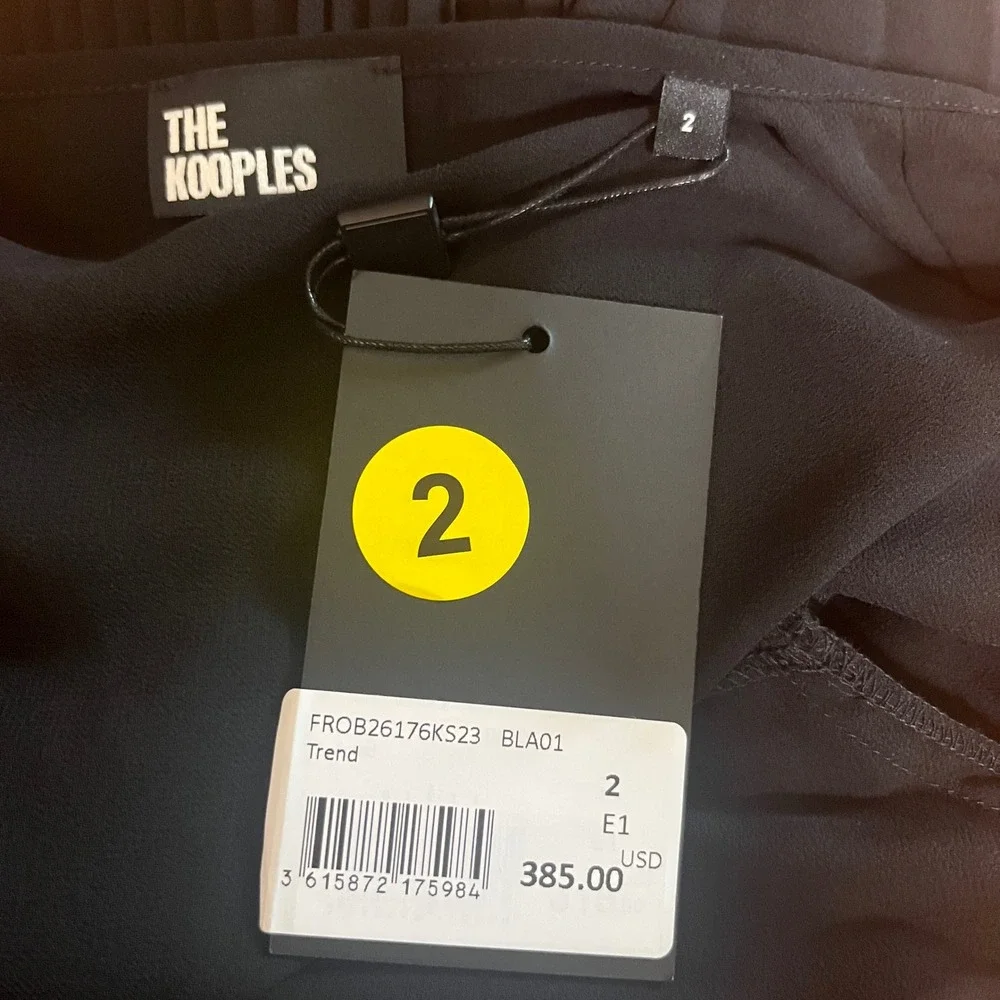 THE
KOOPLES
2
2
FROB26176KS23 BLA01
Trend
2
E1
385.00 USD
3 615872 175984